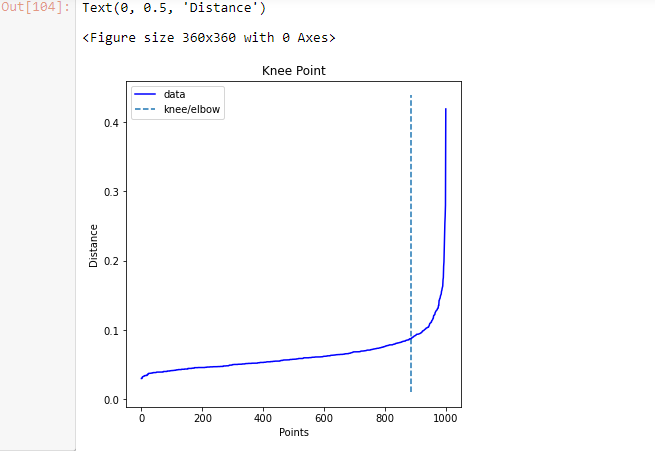 Out[104]: Text(0, 0.5, 'Distance')
<Figure size 360x360 with 0 Axes>
Knee Point
data
knee/elbow
0.4
0.3
0.2
0.1
0.0
Distance
0 200 400 600 800 1000
Points